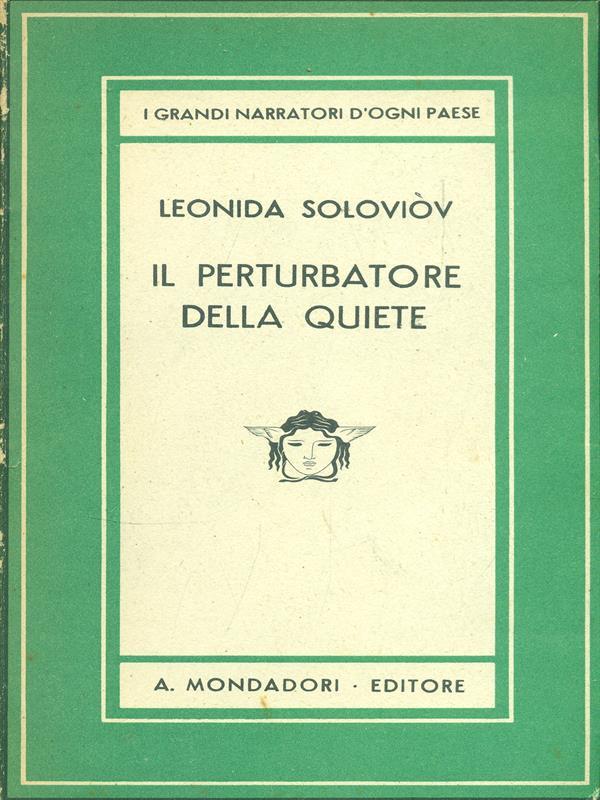 I GRANDI NARRATORI D'OGNI PAESE
LEONIDA SOLOVIÒV
IL PERTURBATORE
DELLA QUIETE
A. MONDADORI · EDITORE